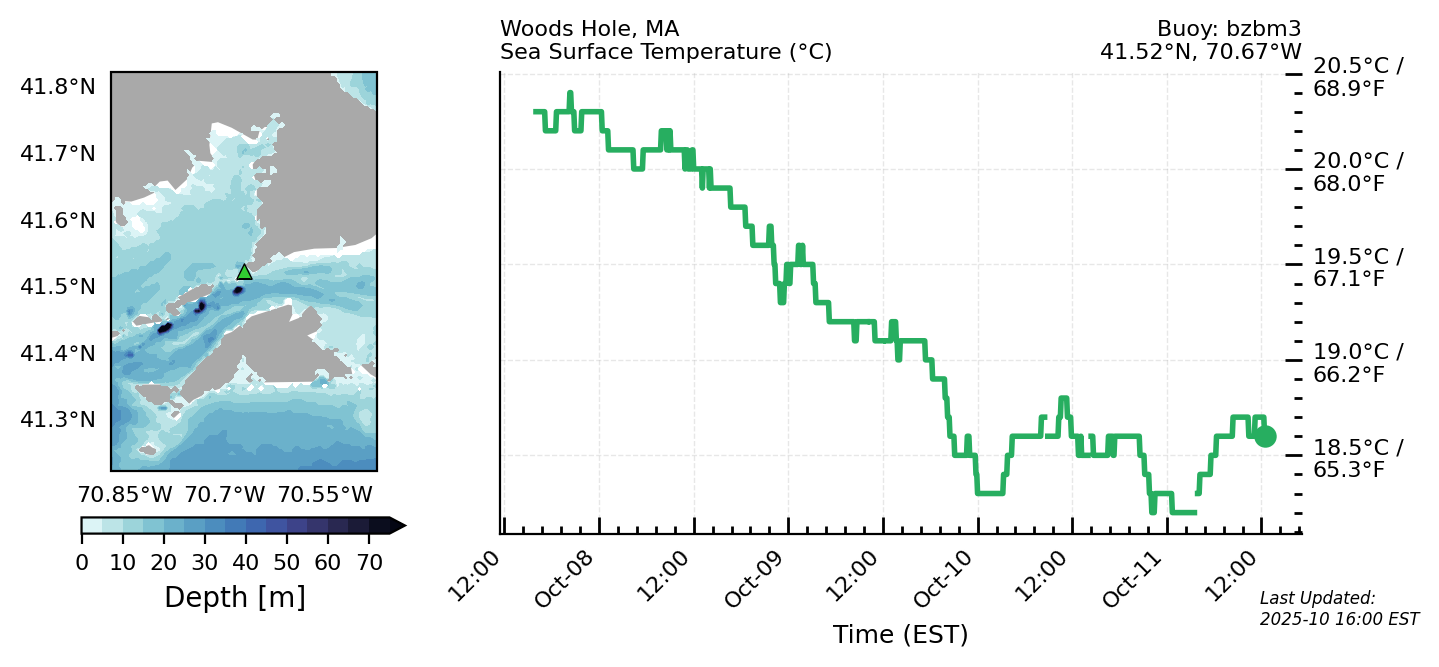 Woods Hole, MA
Sea Surface Temperature (°C)
Buoy: bzbm3
41.52°N, 70.67°W
41.8°N
41.7°N
41.6°N
41.5°N
41.4°N
41.3°N
70.85°W 70.7°W 70.55°W
0 10 20 30 40 50 60 70
Depth [m]
20.5°C /
68.9°F
20.0°C /
68.0°F
19.5°C /
67.1°F
19.0°C /
66.2°F
18.5°C /
65.3°F
12:00 Oct-08 12:00 Oct-09 12:00 Oct-10 12:00 Oct-11 12:00
Time (EST)
Last Updated:
2025-10 16:00 EST